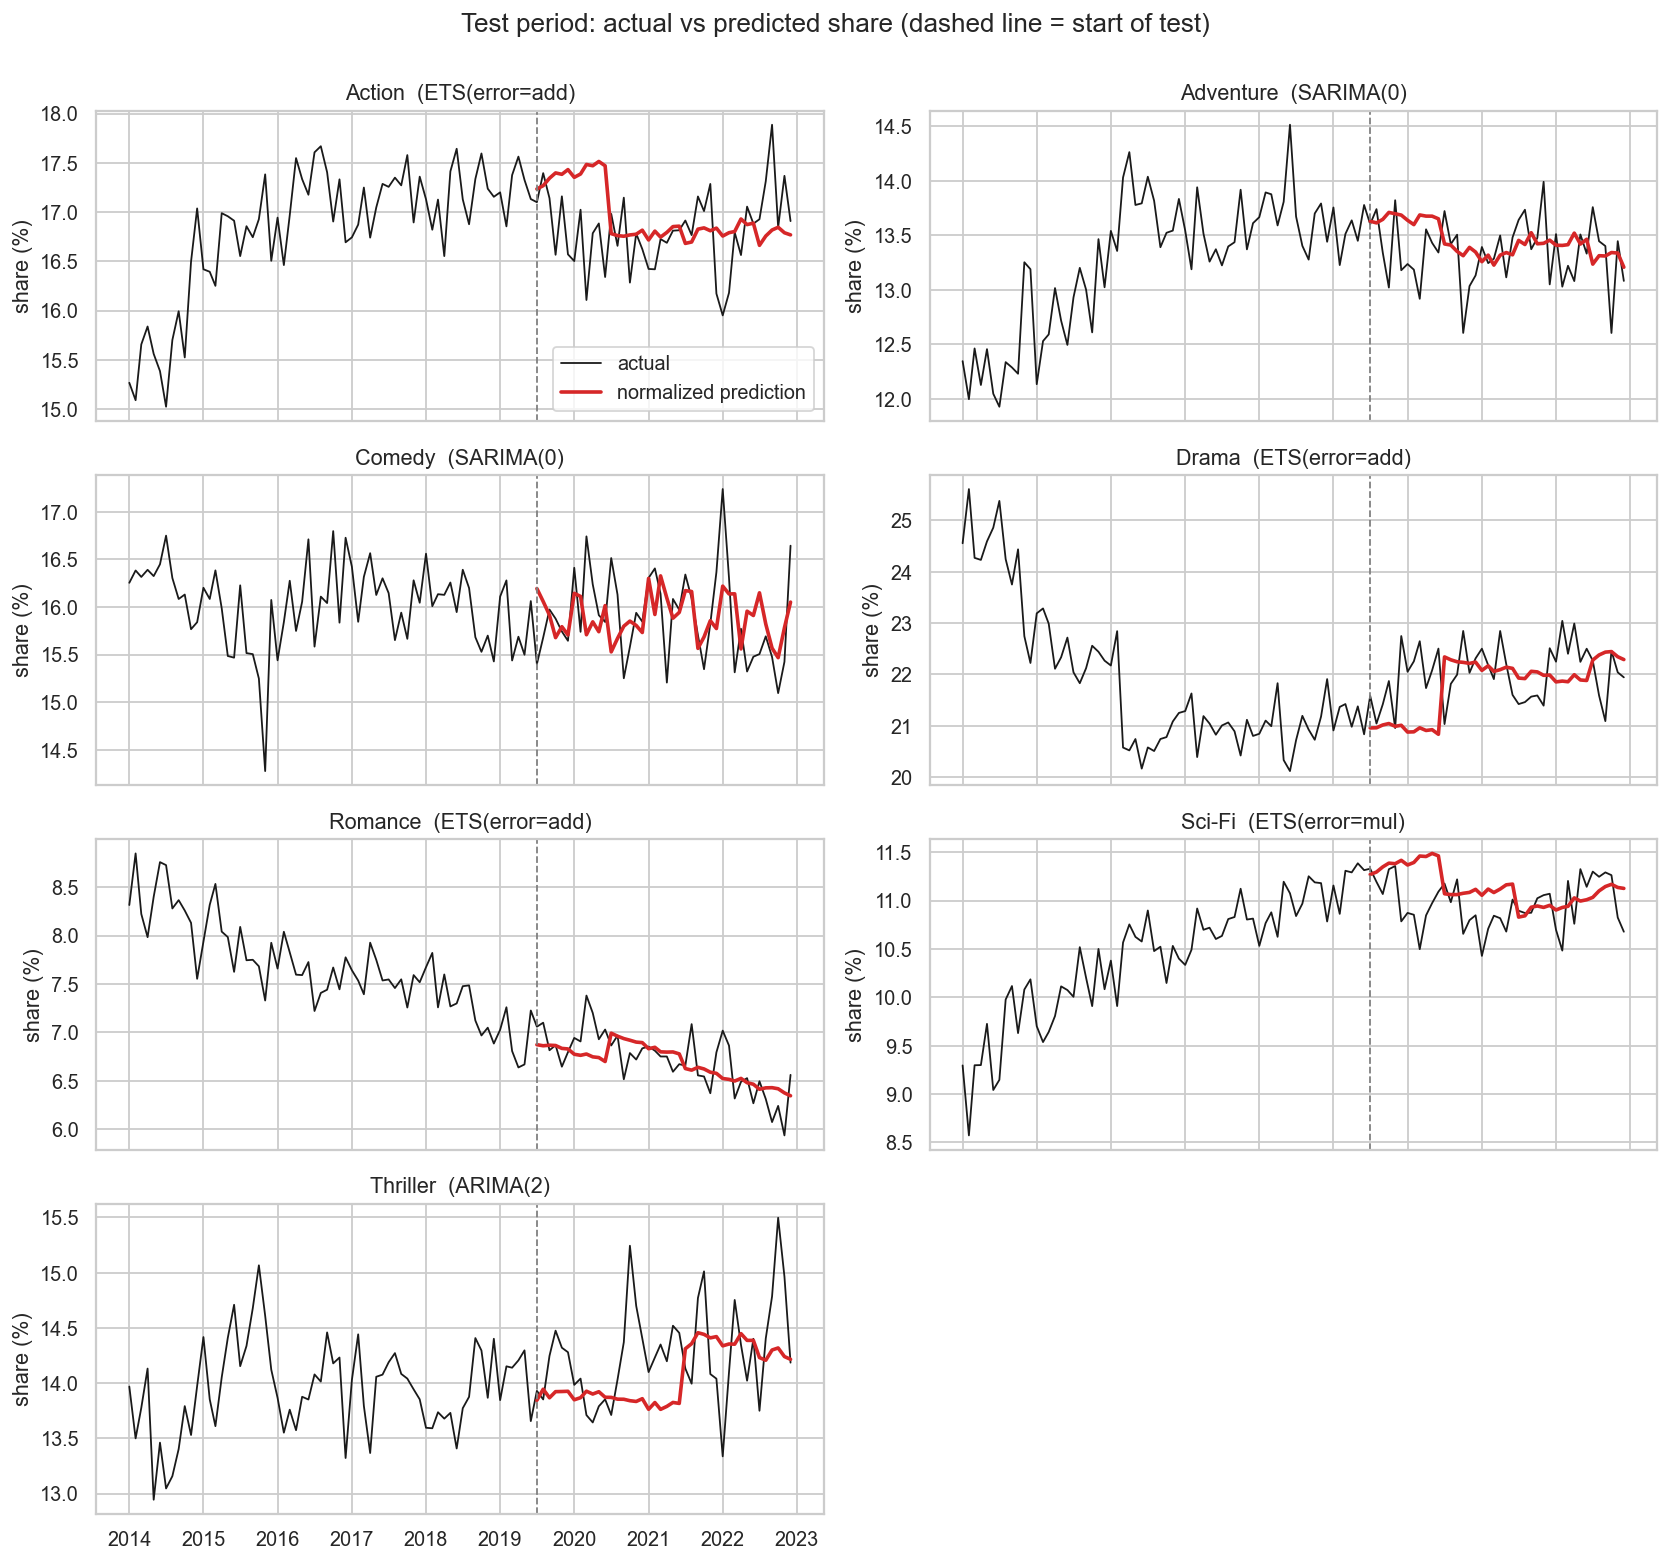 Test period: actual vs predicted share (dashed line = start of test)
Action  (ETS(error=add)
share (%)
18.0
17.5
17.0
16.5
16.0
15.5
15.0
actual
normalized prediction
Adventure  (SARIMA(0)
share (%)
14.5
14.0
13.5
13.0
12.5
12.0
Comedy  (SARIMA(0)
share (%)
17.0
16.5
16.0
15.5
15.0
14.5
Drama  (ETS(error=add)
share (%)
25
24
23
22
21
20
Romance  (ETS(error=add)
share (%)
8.5
8.0
7.5
7.0
6.5
6.0
Sci-Fi  (ETS(error=mul)
share (%)
11.5
11.0
10.5
10.0
9.5
9.0
8.5
Thriller  (ARIMA(2)
share (%)
15.5
15.0
14.5
14.0
13.5
13.0
2014 2015 2016 2017 2018 2019 2020 2021 2022 2023